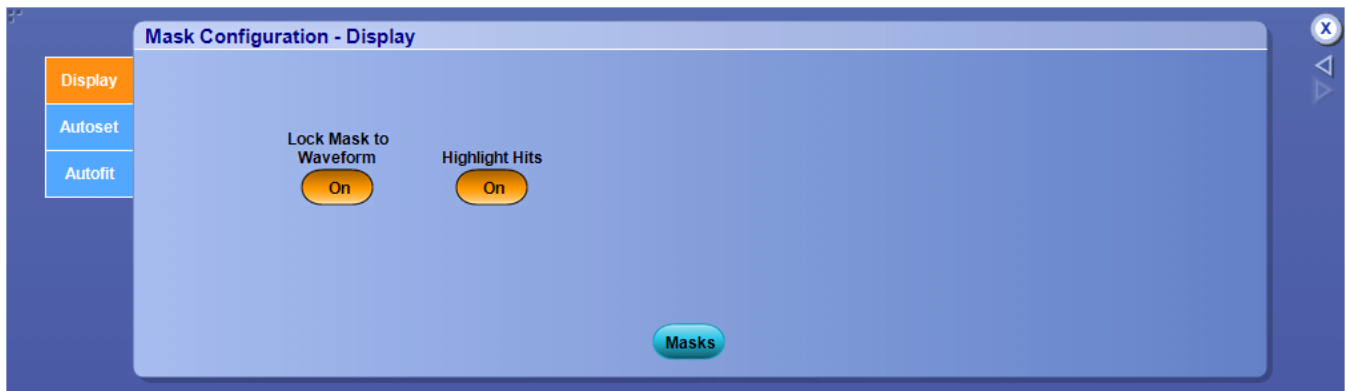 Mask Configuration - Display
X
Display
Autoset
Autofit
Lock Mask to
Waveform
On
Highlight Hits
On
Masks